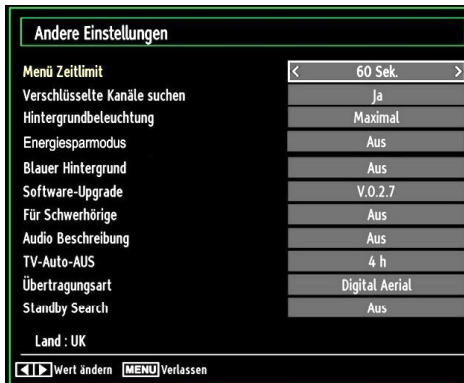 Andere Einstellungen
Menü Zeitlimit < 60 Sek. >
Verschlüsselte Kanäle suchen Ja
Hintergrundbeleuchtung Maximal
Energiesparmodus Aus
Blauer Hintergrund Aus
Software-Upgrade V.0.2.7
Für Schwerhörige Aus
Audio Beschreibung Aus
TV-Auto-AUS 4 h
Übertragungsart Digital Aerial
Standby Search Aus
Land : UK
Wert ändern MENU Verlassen